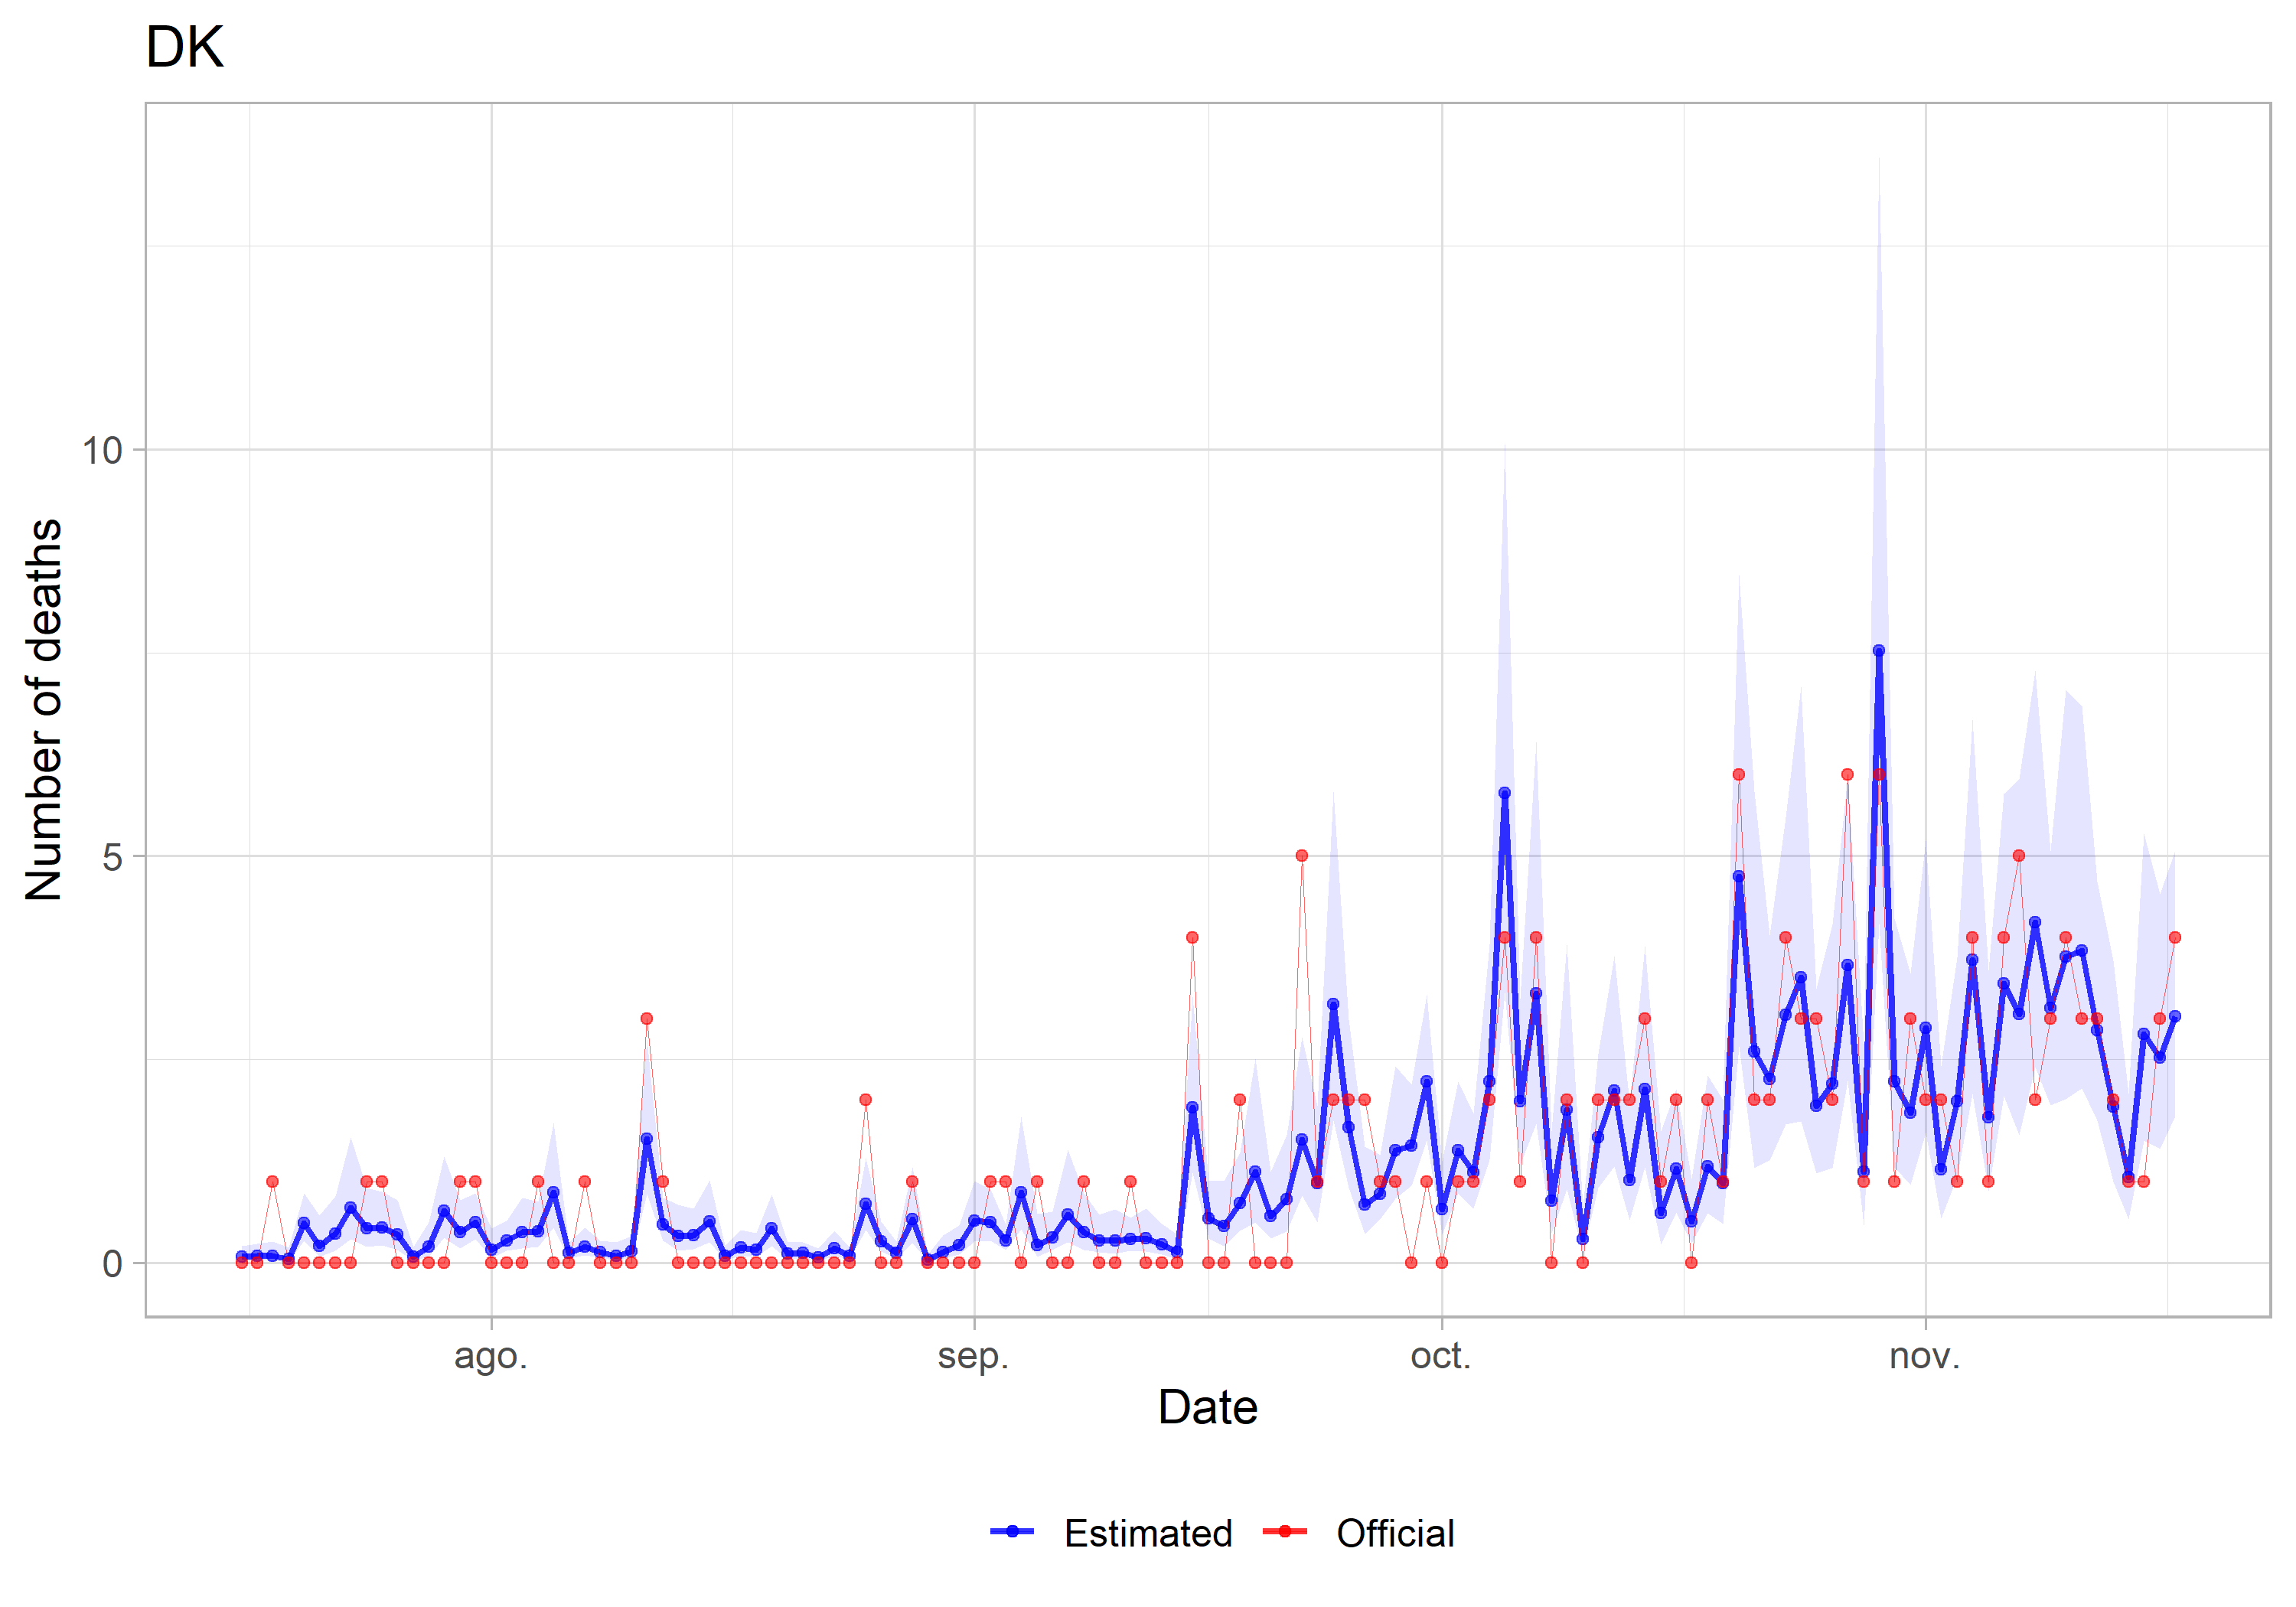 DK
Number of deaths
10
5
0
ago.
sep.
oct.
nov.
Date
Estimated
Official